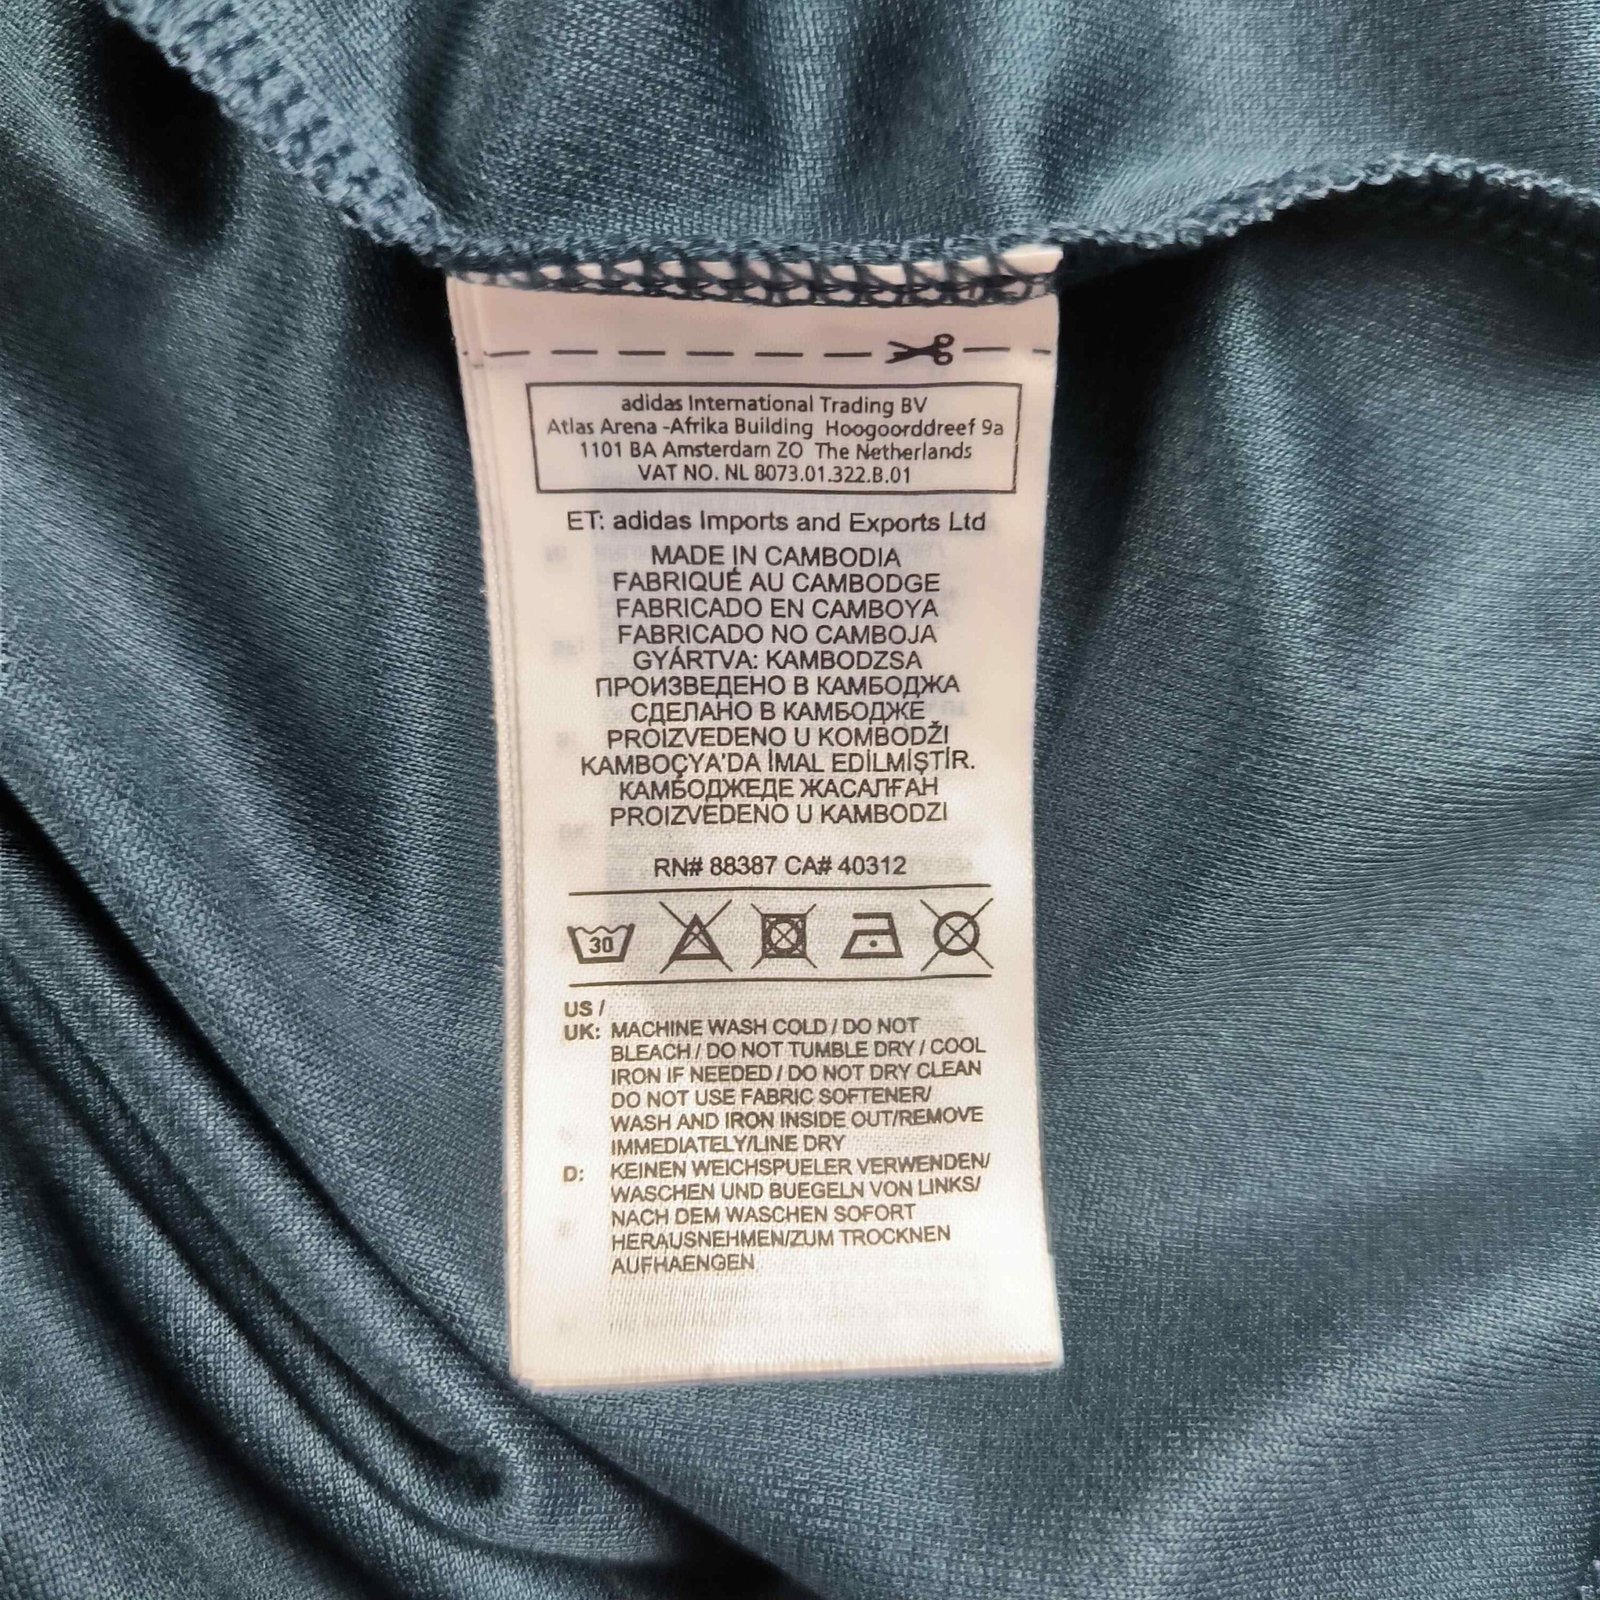 adidas International Trading BV
Atlas Arena -Afrika Building Hoogoorddreef 9a
1101 BA Amsterdam ZO The Netherlands
VAT NO. NL 8073.01.322.B.01
ET: adidas Imports and Exports Ltd
MADE IN CAMBODIA
FABRIQUÉ AU CAMBODGE
FABRICADO EN CAMBOYA
FABRICADO NO CAMBOJA
GYÁRTVA: KAMBODZSA
ПРОИЗВЕДЕНО В КАМБОДЖА
СДЕЛАНО В КАМБОДЖЕ
PROIZVEDENO U KOMBODŽI
KAMBOÇYA'DA İMAL EDİLMİŞTİR.
КАМБОДЖЕДЕ ЖАСАЛҒАН
PROIZVEDENO U KAMBODZI
RN# 88387 CA# 40312
30
US /
UK: MACHINE WASH COLD / DO NOT
BLEACH / DO NOT TUMBLE DRY / COOL
IRON IF NEEDED / DO NOT DRY CLEAN
DO NOT USE FABRIC SOFTENER/
WASH AND IRON INSIDE OUT/REMOVE
IMMEDIATELY/LINE DRY
D: KEINEN WEICHSPUELER VERWENDEN/
WASCHEN UND BUEGELN VON LINKS/
NACH DEM WASCHEN SOFORT
HERAUSNEHMEN/ZUM TROCKNEN
AUFHAENGEN